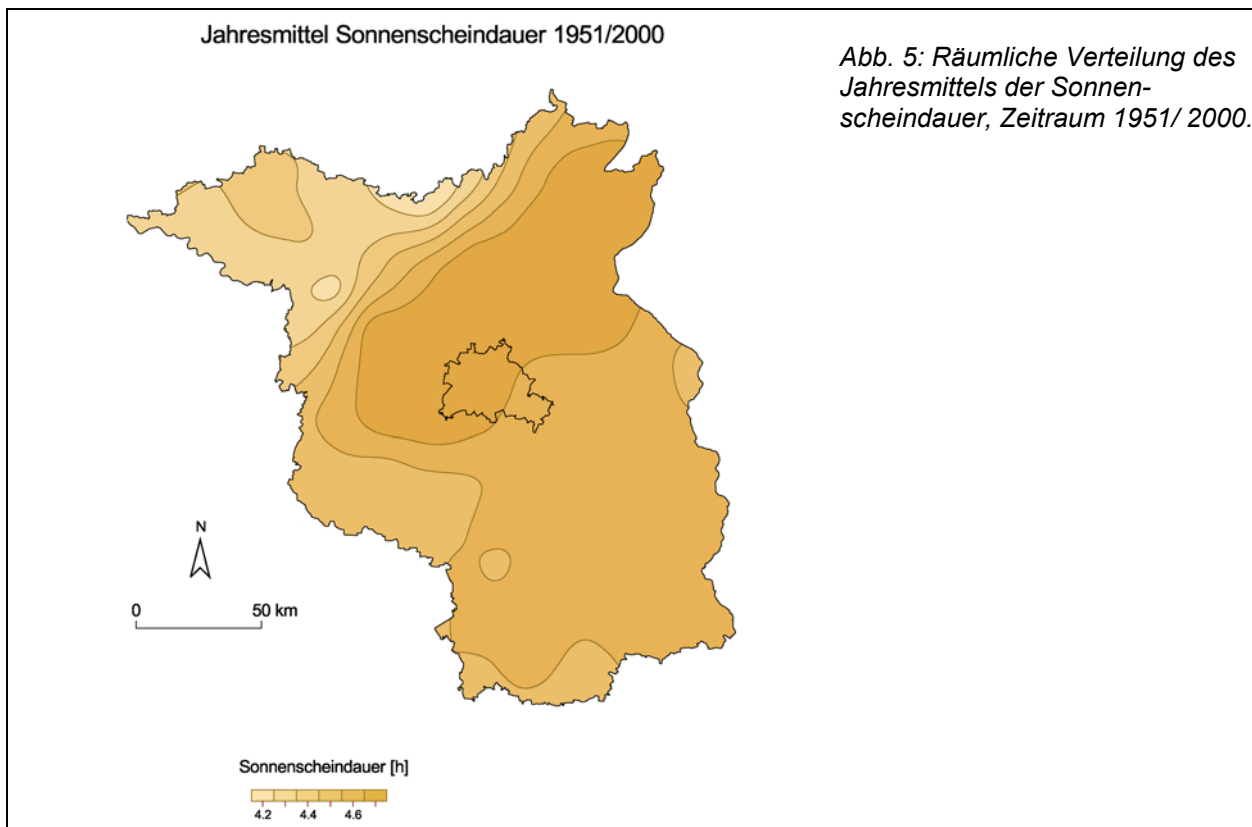 Jahresmittel Sonnenscheindauer 1951/2000
Abb. 5: Räumliche Verteilung des
Jahresmittels der Sonnen-
scheindauer, Zeitraum 1951/ 2000.
N
0 50 km
Sonnenscheindauer [h]
4.2 4.4 4.6